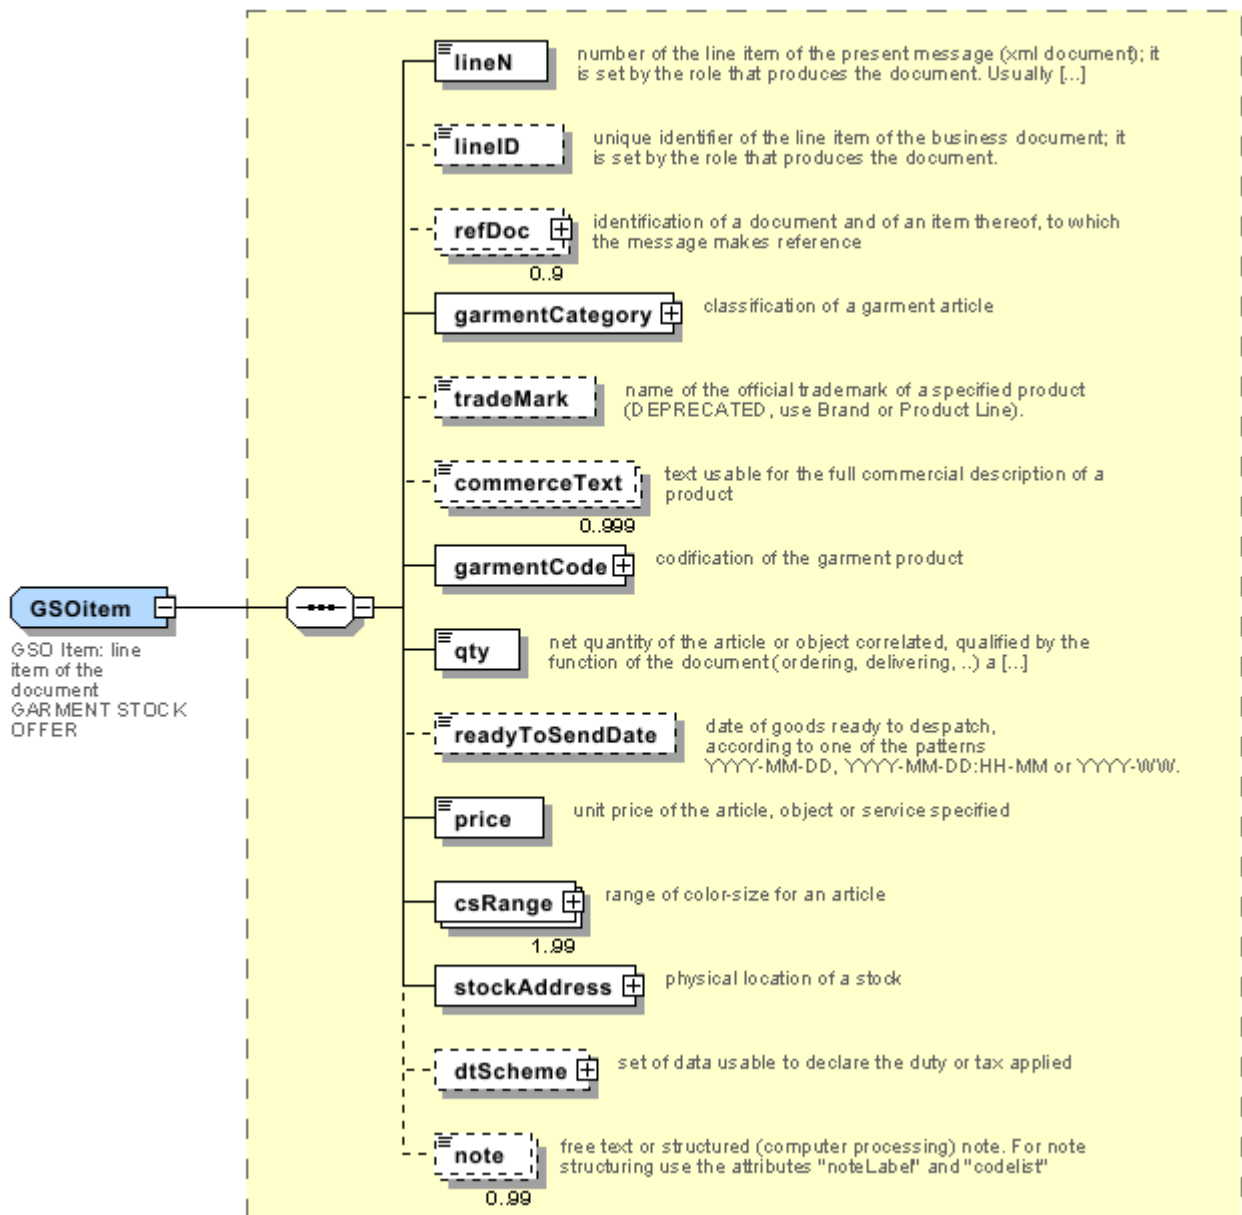 lineN
number of the line item of the present message (xml document); it
is set by the role that produces the document. Usually [...]
lineID
unique identifier of the line item of the business document; it
is set by the role that produces the document.
refDoc
0..9
identification of a document and of an item thereof, to which
the message makes reference
garmentCategory
classification of a garment article
tradeMark
name of the official trademark of a specified product
(DEPRECATED, use Brand or Product Line).
commerceText
0..999
text usable for the full commercial description of a
product
garmentCode
codification of the garment product
GSOitem
GSO Item: line
item of the
document
GARMENT STOCK
OFFER
qty
net quantity of the article or object correlated, qualified by the
function of the document (ordering, delivering, ..) a [...]
readyToSendDate
date of goods ready to despatch,
according to one of the patterns
YYYY-MM-DD, YYYY-MM-DD:HH-MM or YYYY-WW.
price
unit price of the article, object or service specified
csRange
1..99
range of color-size for an article
stockAddress
physical location of a stock
dtScheme
set of data usable to declare the duty or tax applied
note
0..99
free text or structured (computer processing) note. For note
structuring use the attributes "noteLabel" and "codelist"